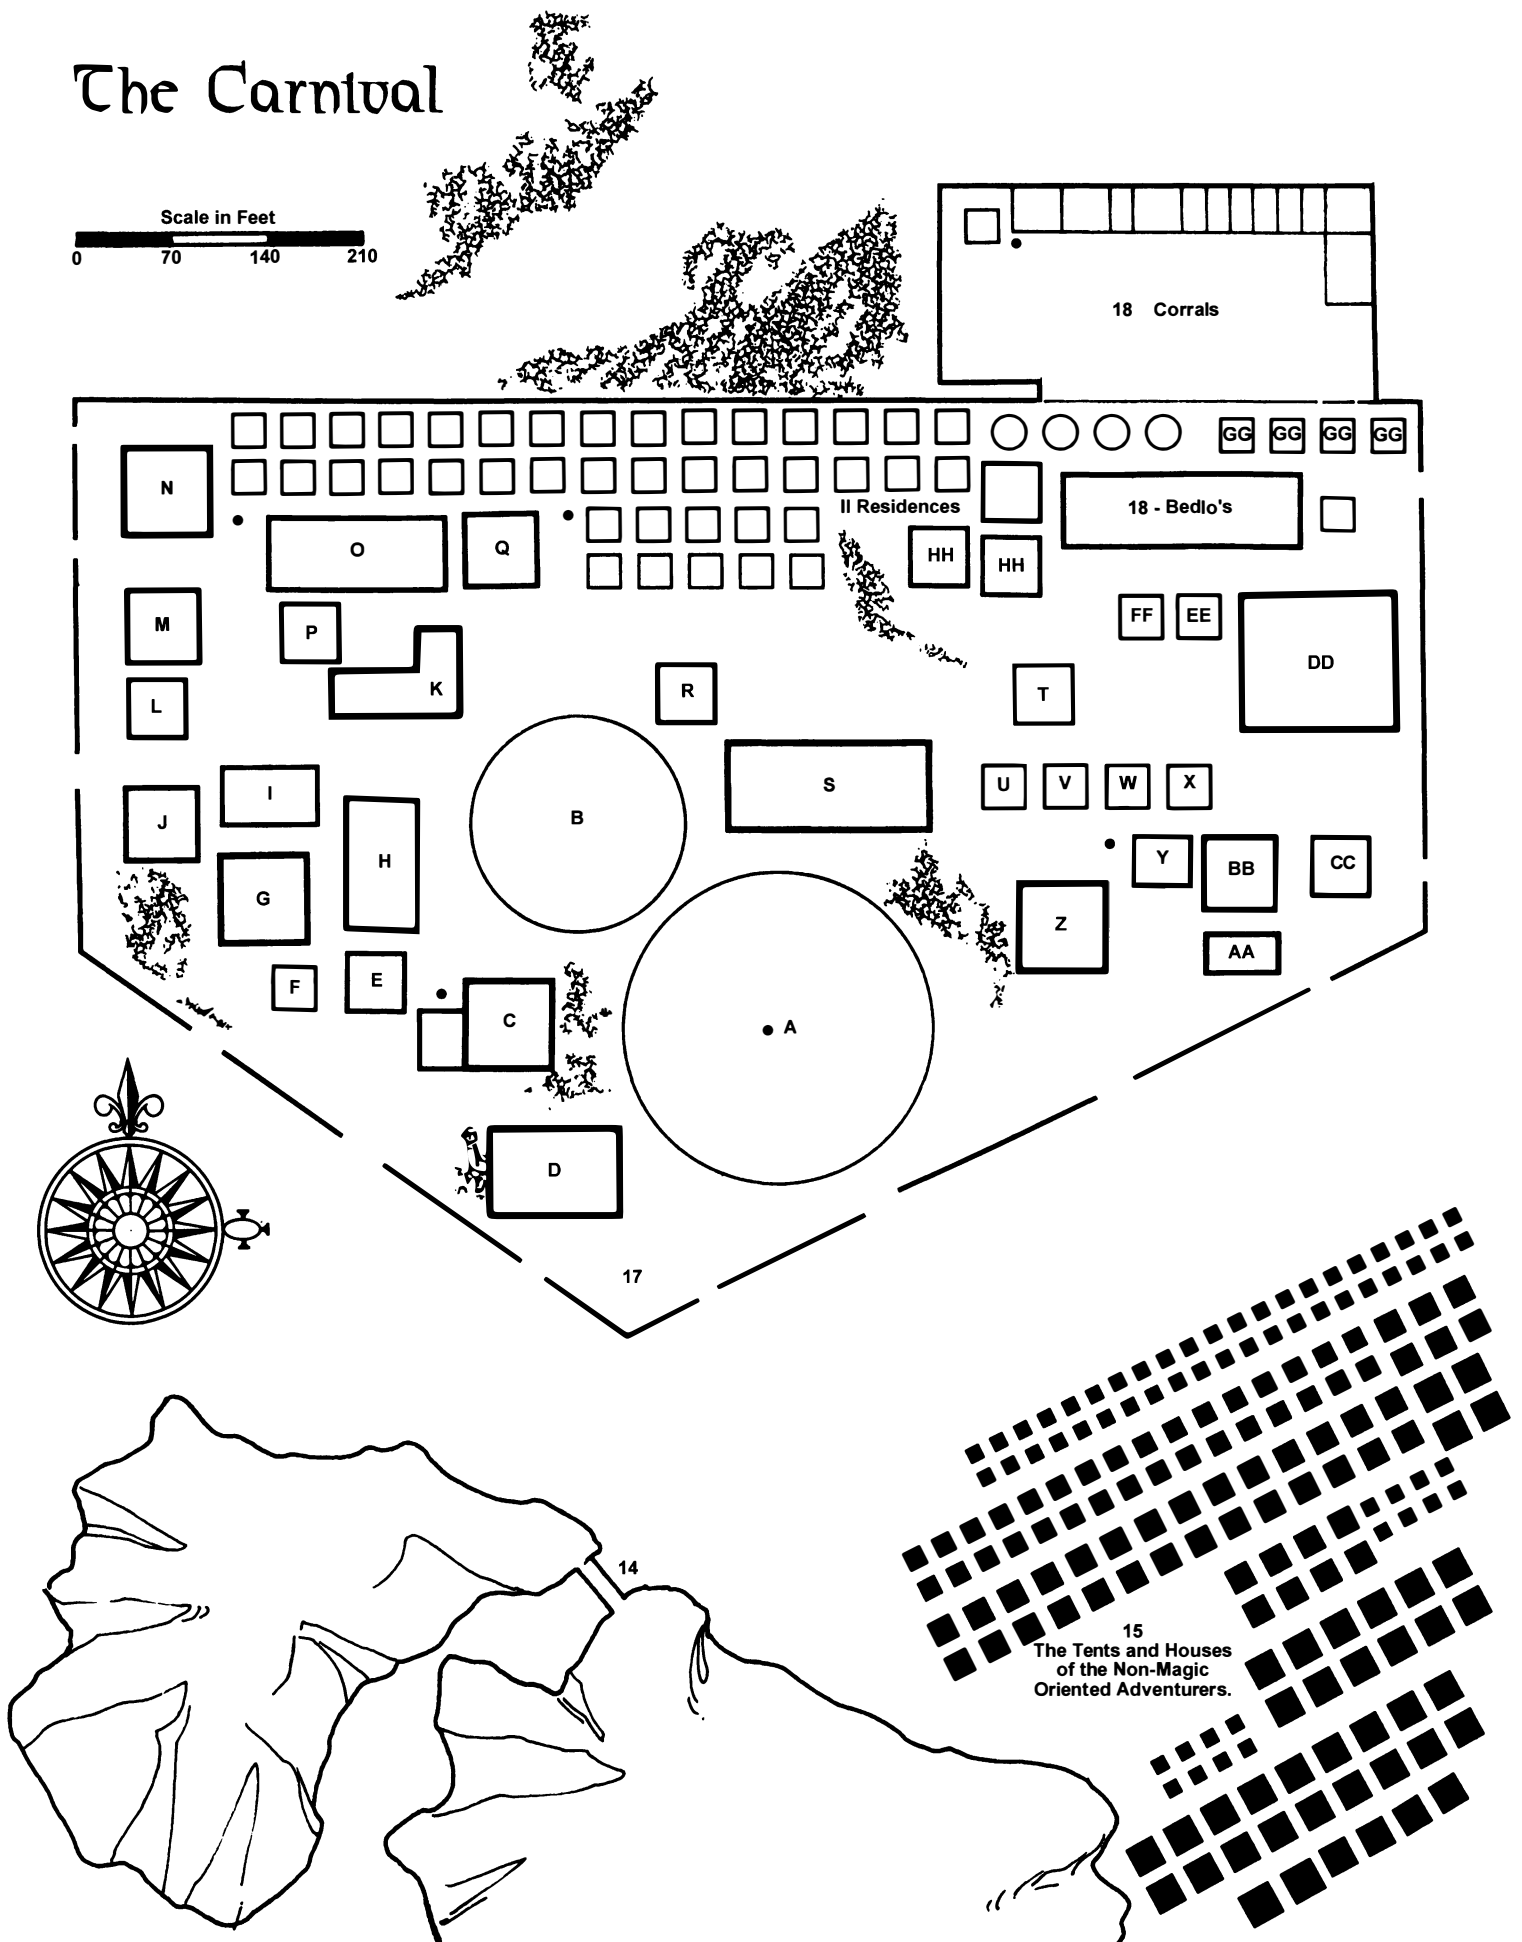 The Carnival
Scale in Feet
0 70 140 210
18 Corrals
GG GG GG GG
N
II Residences
18 - Bedlo's
O
Q
HH
HH
M
P
FF
EE
DD
L
K
R
T
I
S
U
V
W
X
J
B
H
Y
BB
CC
G
Z
AA
F
E
C
A
D
17
14
15
The Tents and Houses
of the Non-Magic
Oriented Adventurers.